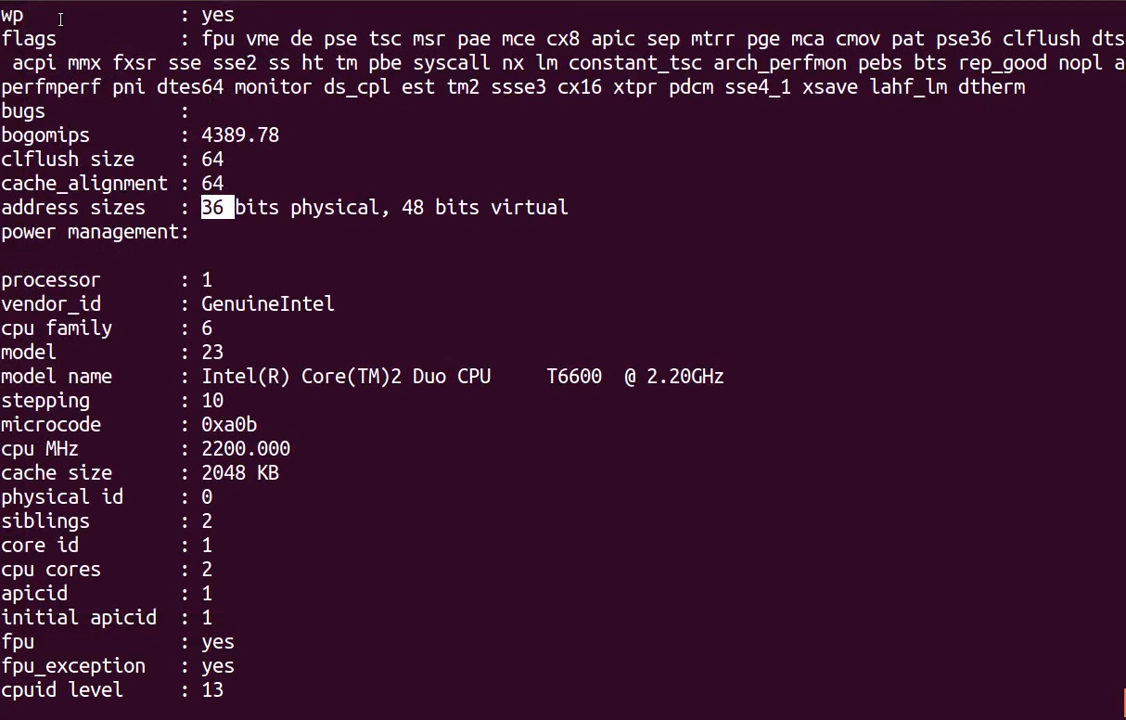 wp : yes
flags : fpu vme de pse tsc msr pae mce cx8 apic sep mtrr pge mca cmov pat pse36 clflush dts
acpi mmx fxsr sse sse2 ss ht tm pbe syscall nx lm constant_tsc arch_perfmon pebs bts rep_good nopl a
perfmperf pni dtes64 monitor ds_cpl est tm2 ssse3 cx16 xtpr pdcm sse4_1 xsave lahf_lm dtherm
bugs :
bogomips : 4389.78
clflush size : 64
cache_alignment : 64
address sizes : 36 bits physical, 48 bits virtual
power management:
processor : 1
vendor_id : GenuineIntel
cpu family : 6
model : 23
model name : Intel(R) Core(TM)2 Duo CPU T6600 @ 2.20GHz
stepping : 10
microcode : 0xa0b
cpu MHz : 2200.000
cache size : 2048 KB
physical id : 0
siblings : 2
core id : 1
cpu cores : 2
apicid : 1
initial apicid : 1
fpu : yes
fpu_exception : yes
cpuid level : 13